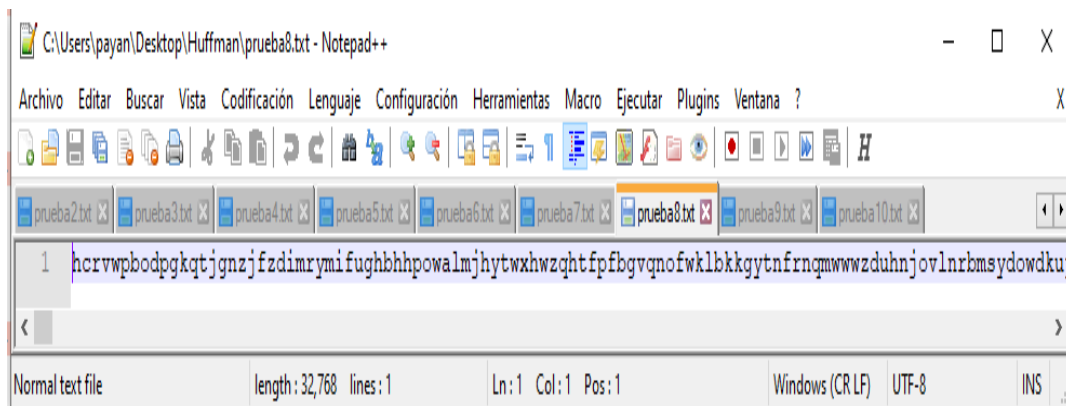 C:\Users\payan\Desktop\Huffman\prueba8.txt - Notepad++
Archivo Editar Buscar Vista Codificación Lenguaje Configuración Herramientas Macro Ejecutar Plugins Ventana ? X
prueba2.txt prueba3.txt prueba4.txt prueba5.txt prueba6.txt prueba7.txt prueba8.txt prueba9.txt prueba10.txt
1 hcrvwpbodpgkqtjgnzjfzdimrymifughbhhpowalmjhytwxhwzqhtfpfbgvqnofwklbkkgytnfrnqmwwwzduhnjovlnrbmsydowdku
Normal text file length : 32,768 lines : 1 Ln : 1 Col : 1 Pos : 1 Windows (CR LF) UTF-8 INS